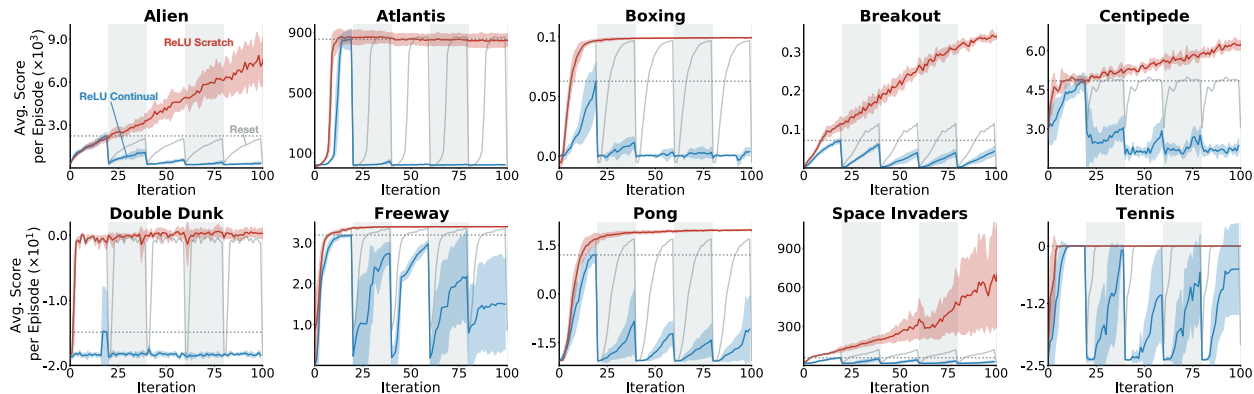 Alien
Atlantis
Boxing
Breakout
Centipede
Avg. Score
per Episode (×10³)
9.0
6.0
3.0
ReLU Scratch
ReLU Continual
Reset
0 25 50 75 100
Iteration
900
700
500
300
100
0 25 50 75 100
Iteration
0.1
0.05
0.0
0 25 50 75 100
Iteration
0.3
0.2
0.1
0 25 50 75 100
Iteration
6.0
4.5
3.0
0 25 50 75 100
Iteration
Double Dunk
Freeway
Pong
Space Invaders
Tennis
Avg. Score
per Episode (×10¹)
0.0
-1.0
-2.0
0 25 50 75 100
Iteration
3.0
2.0
1.0
0 25 50 75 100
Iteration
1.5
0.0
-1.5
0 25 50 75 100
Iteration
900
600
300
0 25 50 75 100
Iteration
0
-1.2
-2.5
0 25 50 75 100
Iteration